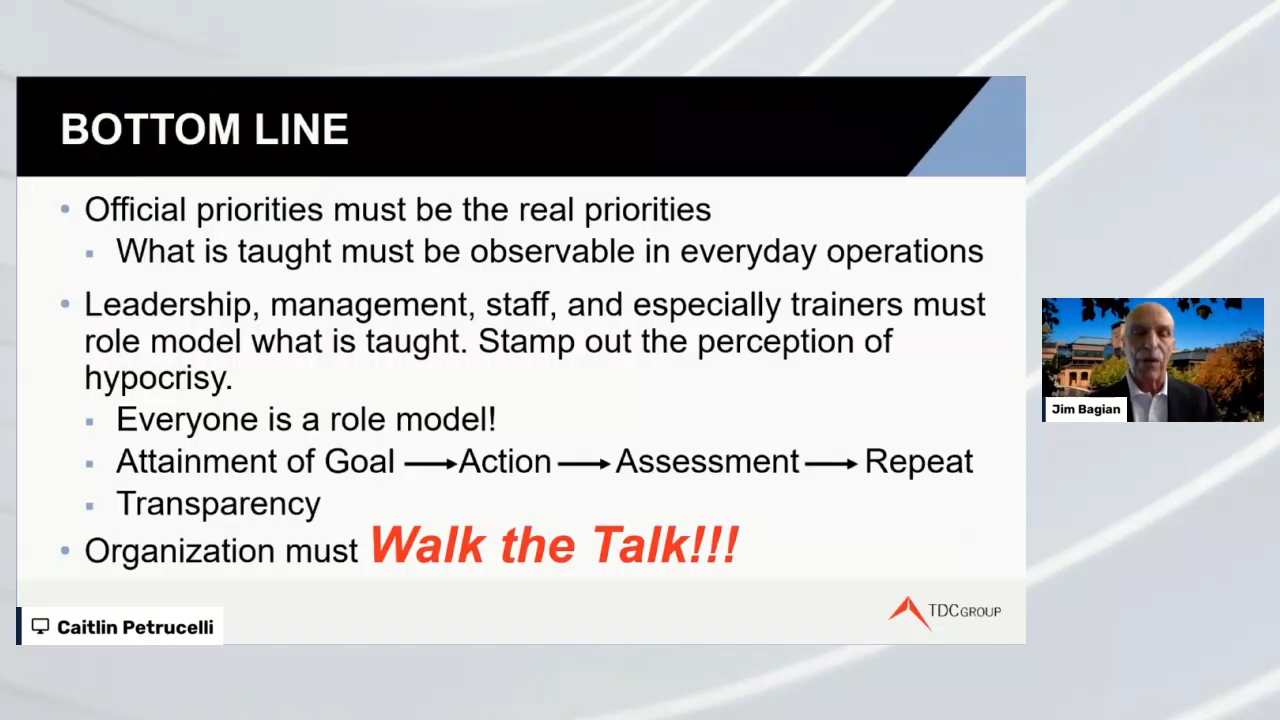 BOTTOM LINE
• Official priorities must be the real priorities
▪ What is taught must be observable in everyday operations
• Leadership, management, staff, and especially trainers must
role model what is taught. Stamp out the perception of
hypocrisy.
▪ Everyone is a role model!
▪ Attainment of Goal → Action → Assessment → Repeat
▪ Transparency
• Organization must Walk the Talk!!!
TDCGROUP
Caitlin Petrucelli
Jim Bagian